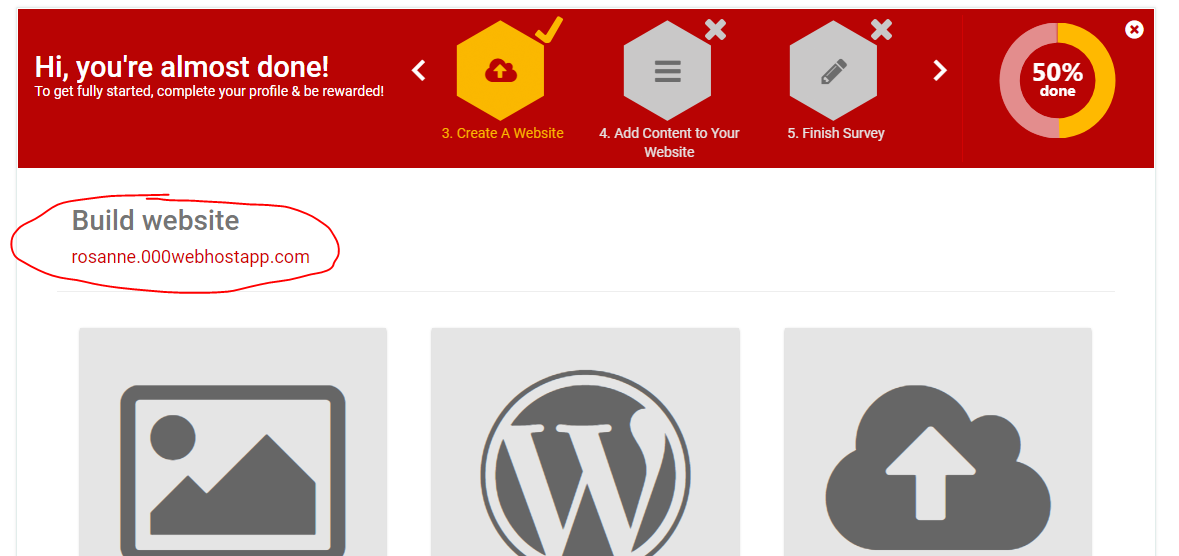 Hi, you're almost done!
To get fully started, complete your profile & be rewarded!
3. Create A Website
4. Add Content to Your
Website
5. Finish Survey
50%
done
Build website
rosanne.000webhostapp.com